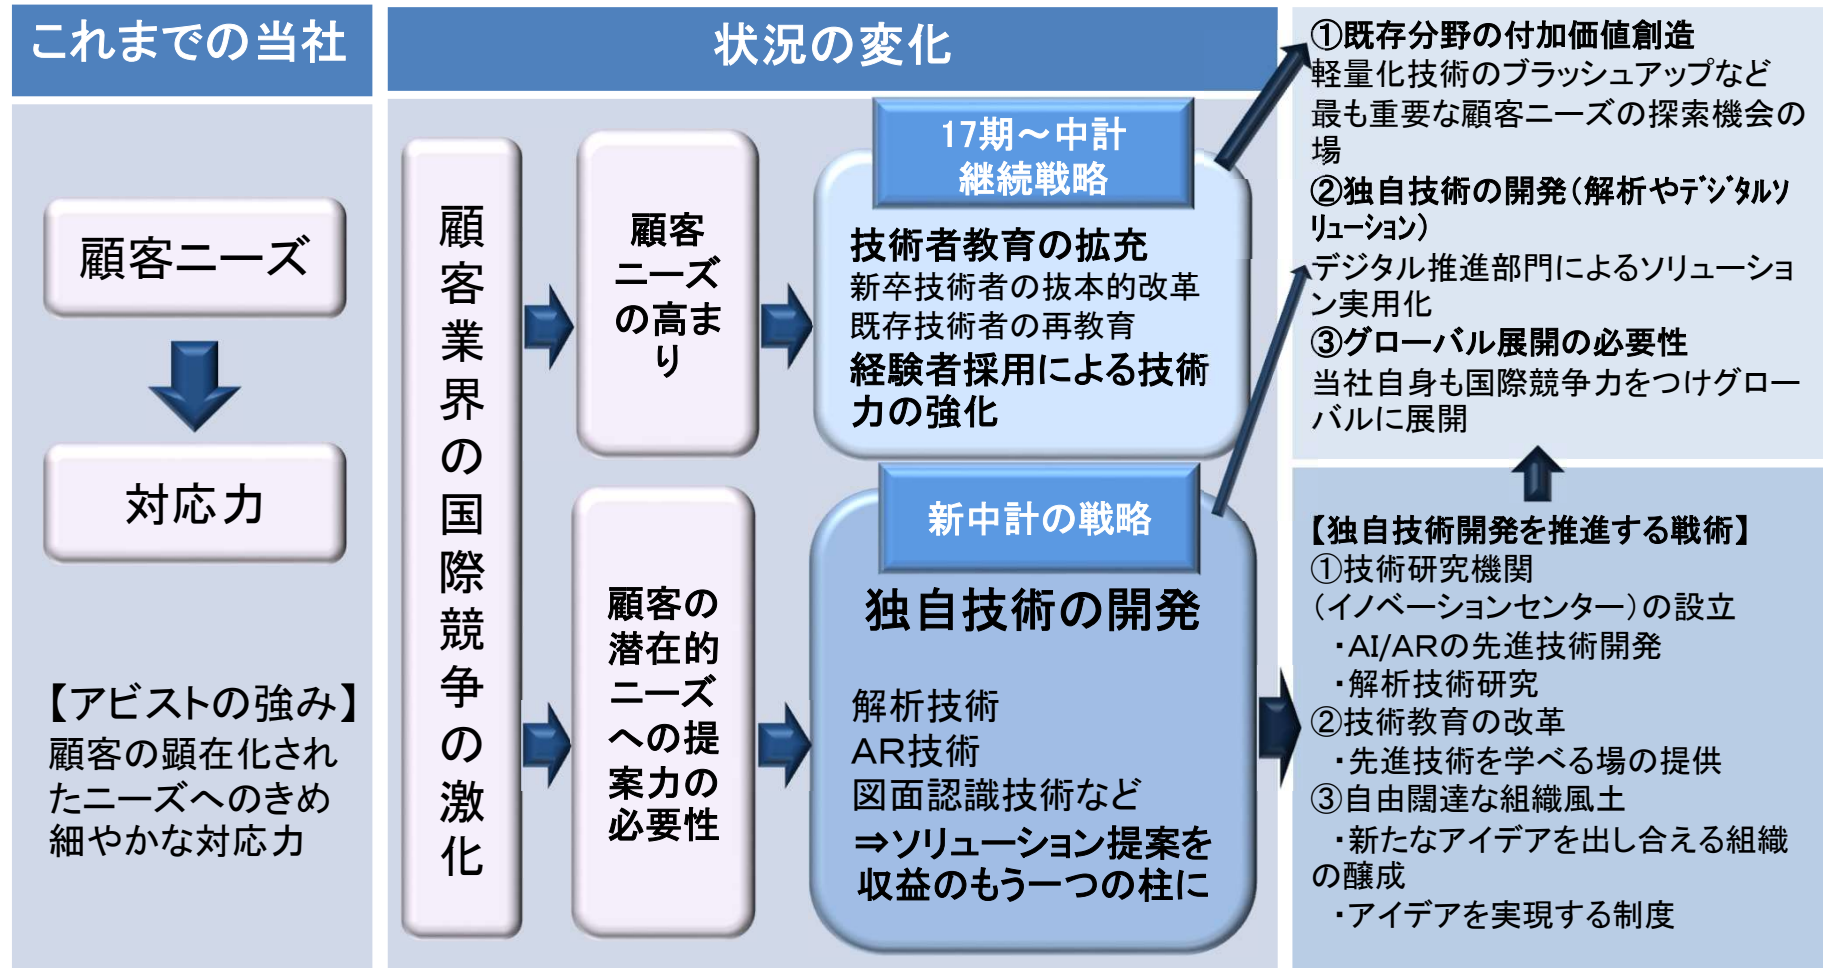 これまでの当社
顧客ニーズ
対応力
【アビストの強み】
顧客の顕在化され
たニーズへのきめ
細やかな対応力
状況の変化
顧客業界の国際競争の激化
顧客
ニーズ
の高ま
り
17期～中計
継続戦略
技術者教育の拡充
新卒技術者の抜本的改革
既存技術者の再教育
経験者採用による技術
力の強化
顧客の
潜在的
ニーズ
への提
案力の
必要性
新中計の戦略
独自技術の開発
解析技術
AR技術
図面認識技術など
⇒ソリューション提案を
収益のもう一つの柱に
①既存分野の付加価値創造
軽量化技術のブラッシュアップなど
最も重要な顧客ニーズの探索機会の
場
②独自技術の開発(解析やﾃﾞｼﾞﾀﾙｿ
ﾘｭｰｼｮﾝ)
デジタル推進部門によるソリューショ
ン実用化
③グローバル展開の必要性
当社自身も国際競争力をつけグロー
バルに展開
【独自技術開発を推進する戦術】
①技術研究機関
(イノベーションセンター)の設立
・AI/ARの先進技術開発
・解析技術研究
②技術教育の改革
・先進技術を学べる場の提供
③自由闊達な組織風土
・新たなアイデアを出し合える組織
の醸成
・アイデアを実現する制度